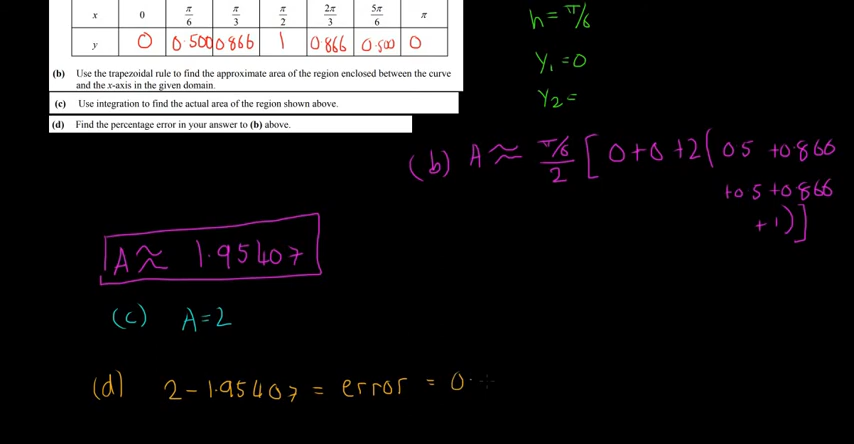 x 0 π/6 π/3 π/2 2π/3 5π/6 π
y 0 0.500 0.866 1 0.866 0.500 0
(b) Use the trapezoidal rule to find the approximate area of the region enclosed between the curve
and the x-axis in the given domain.
(c) Use integration to find the actual area of the region shown above.
(d) Find the percentage error in your answer to (b) above.
h = π/6
y₁ = 0
y₂ =
(b) A ≈ π/6/2 [ 0+0 +2( 05 +0.866
+0 5 +0.866
+1)]
A ≈ 1.95407
(c) A=2
(d) 2 - 1.95407 = error = 0.